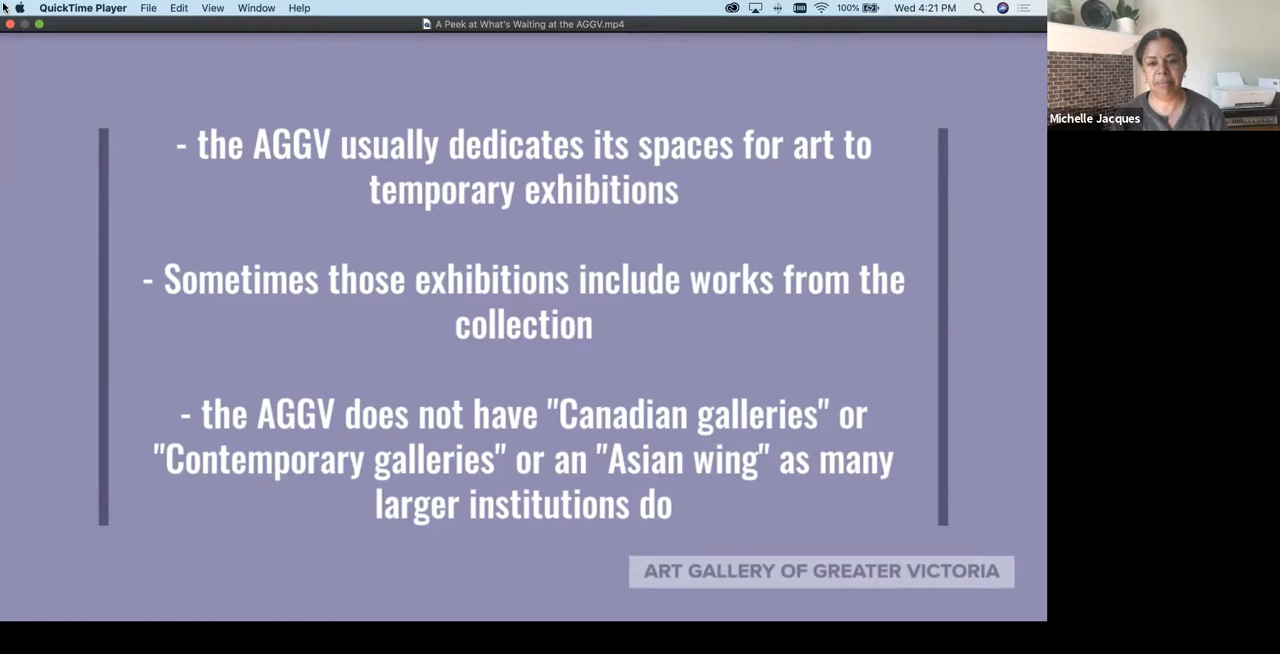 QuickTime Player File Edit View Window Help 100% Wed 4:21 PM
A Peek at What's Waiting at the AGGV.mp4
- the AGGV usually dedicates its spaces for art to
temporary exhibitions
- Sometimes those exhibitions include works from the
collection
- the AGGV does not have "Canadian galleries" or
"Contemporary galleries" or an "Asian wing" as many
larger institutions do
ART GALLERY OF GREATER VICTORIA
Michelle Jacques